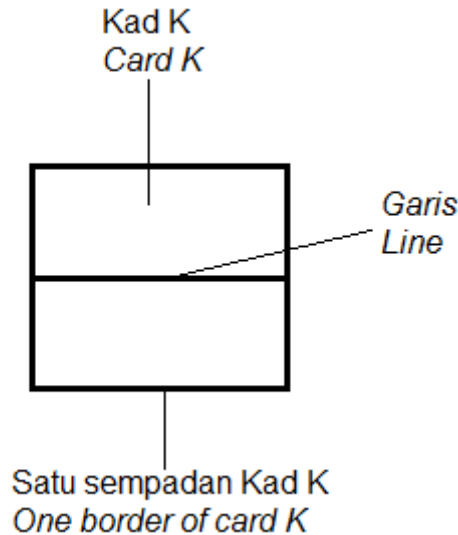 Kad K
Card K
Garis
Line
Satu sempadan Kad K
One border of card K